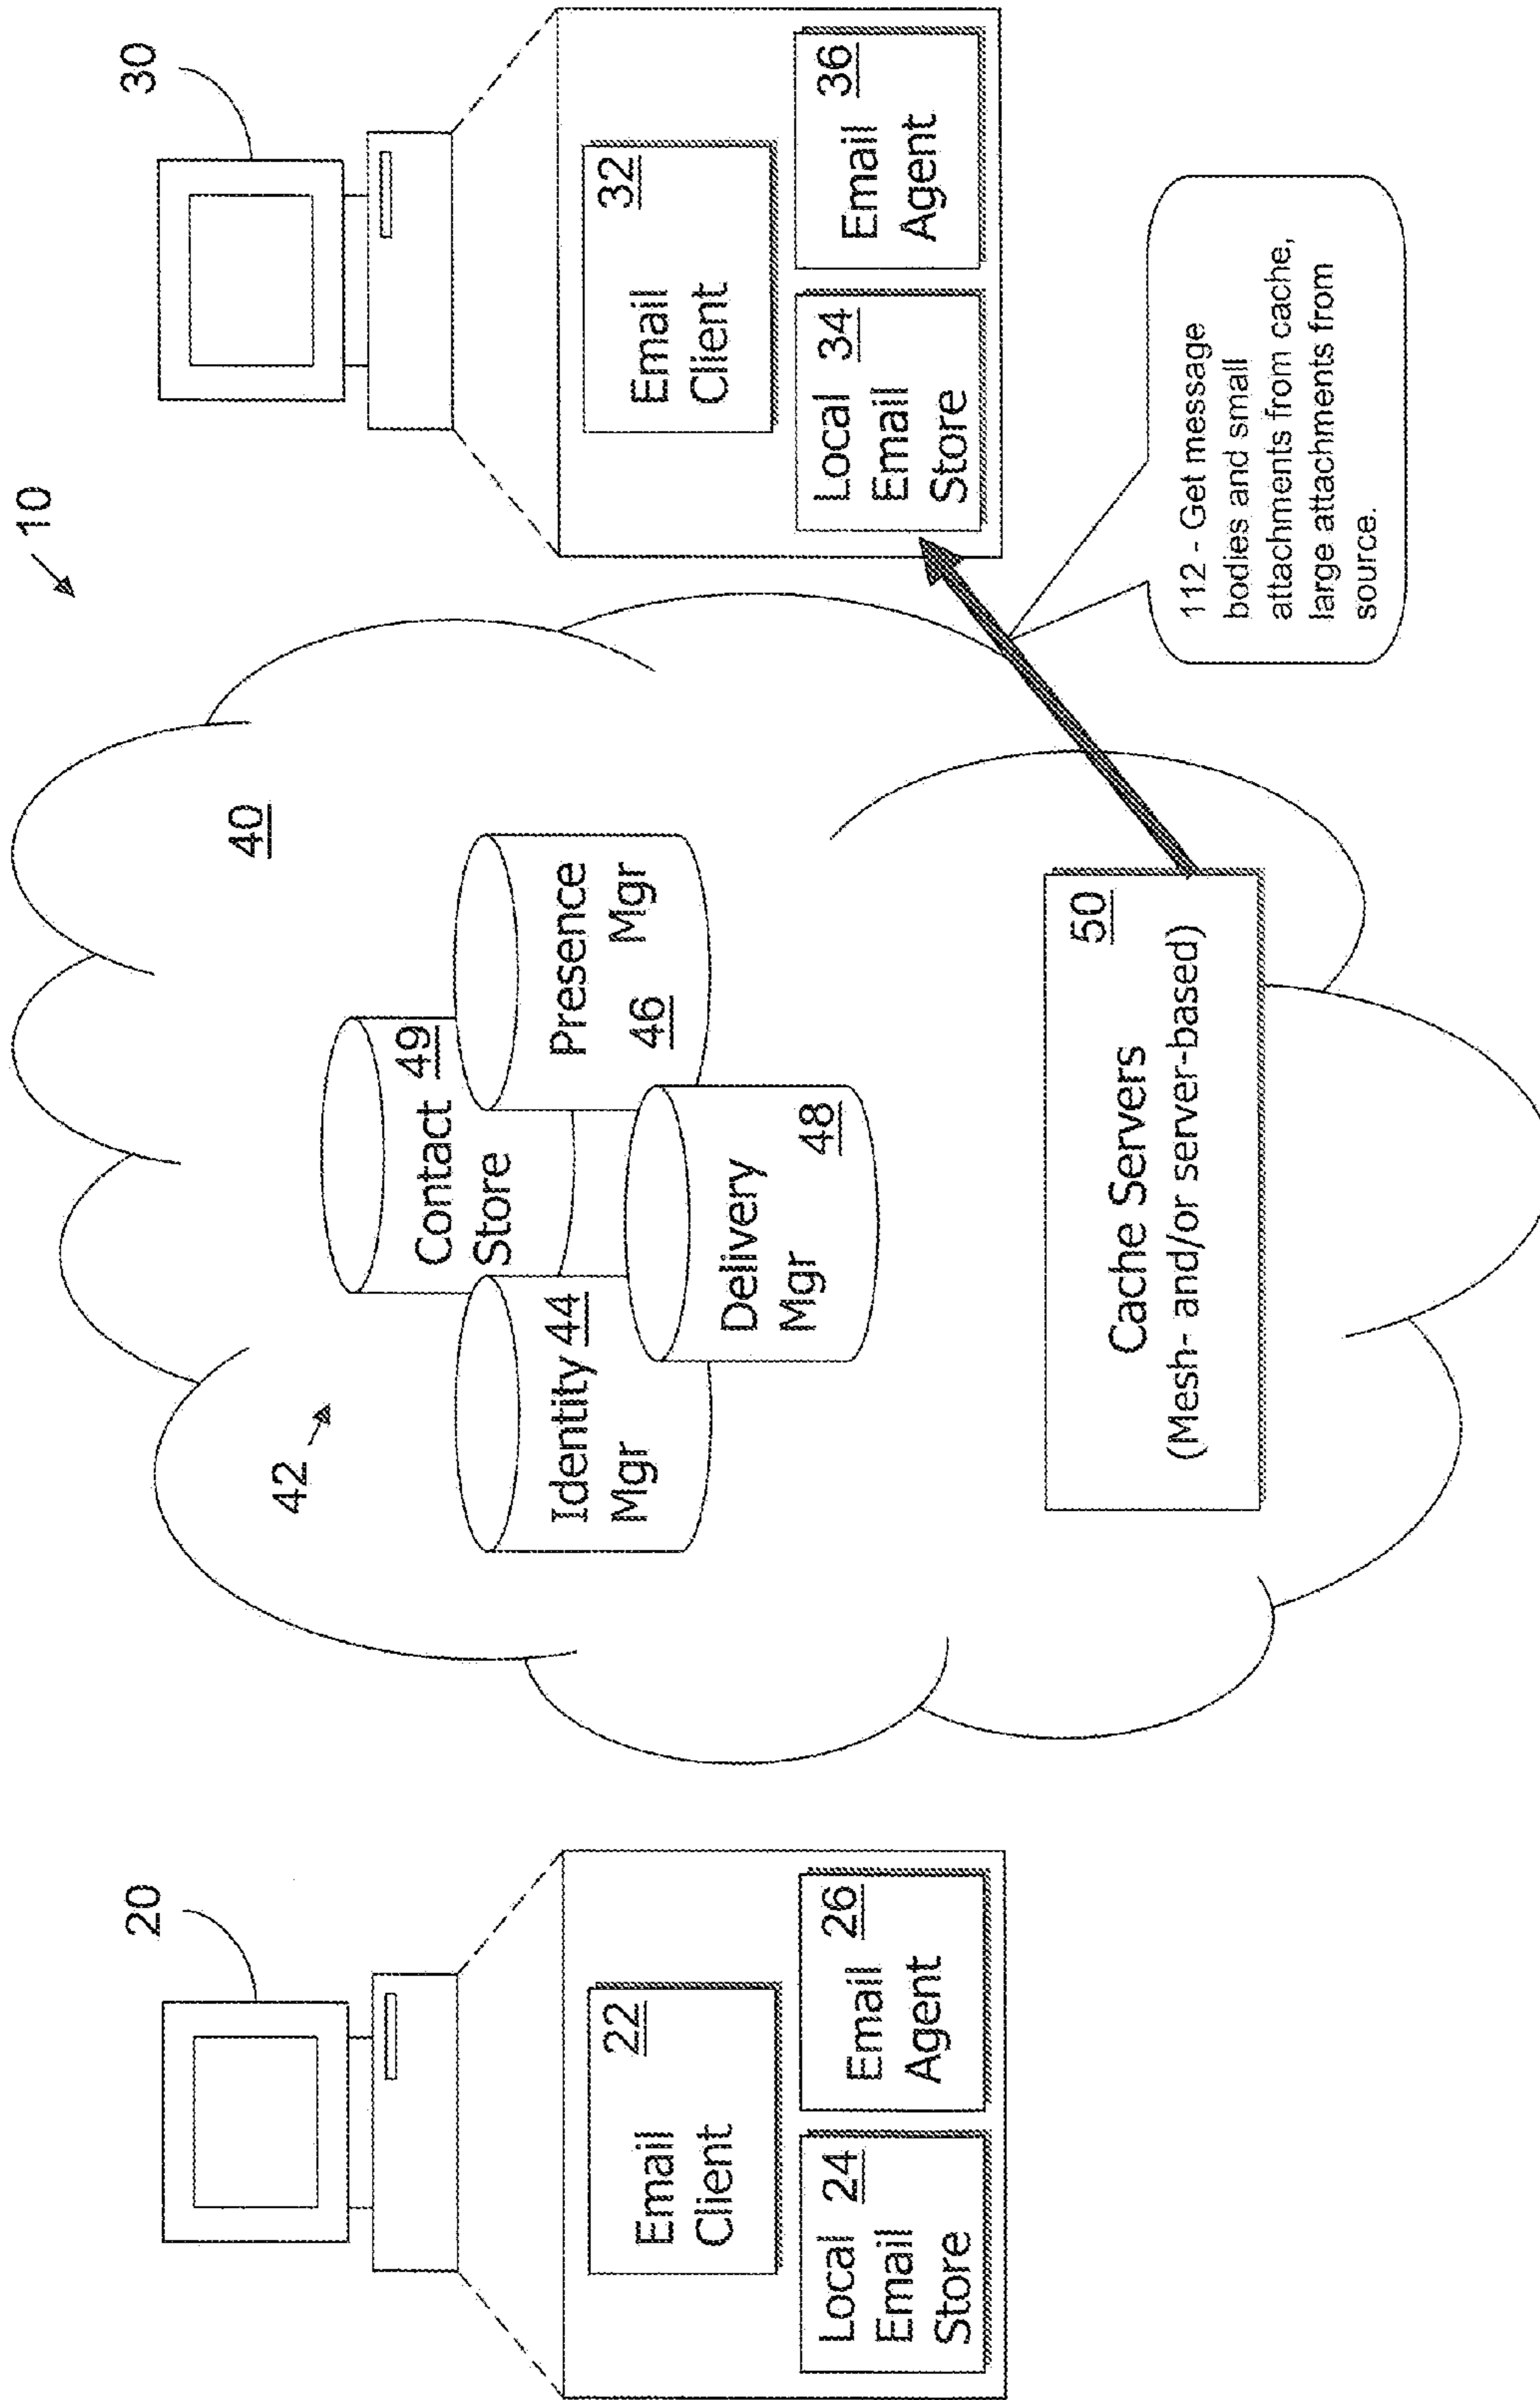 10
20
Email 22
Client
Local 24
Email
Store
Email 26
Agent
40
42
Contact 49
Store
Identity 44
Mgr
Presence
46 Mgr
Delivery
Mgr 48
Cache Servers 50
(Mesh- and/or server-based)
30
Email 32
Client
Local 34
Email
Store
Email 36
Agent
112 - Get message
bodies and small
attachments from cache,
large attachments from
source.